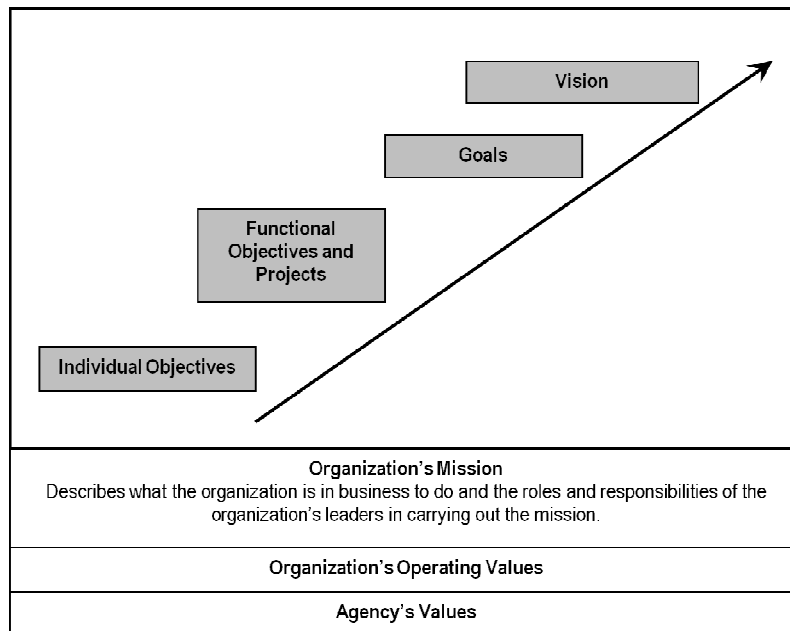 Vision
Goals
Functional
Objectives and
Projects
Individual Objectives
Organization's Mission
Describes what the organization is in business to do and the roles and responsibilities of the
organization's leaders in carrying out the mission.
Organization's Operating Values
Agency's Values